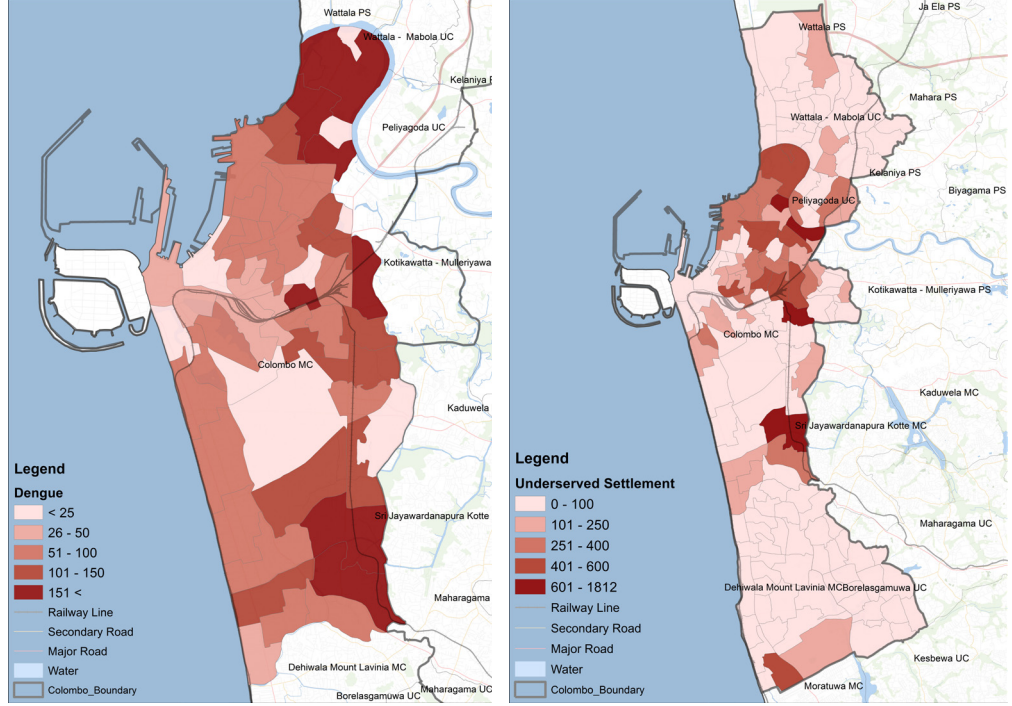 Wattala PS
Wattala - Mabola UC
Kelaniya P
Peliyagoda UC
Kotikawatta - Mulleriyawa
Colombo MC
Kaduwela
Sri Jayawardanapura Kotte
Maharagama
Dehiwala Mount Lavinia MC
Maharagama UC
Borelasgamuwa UC
Legend
Dengue
< 25
26 - 50
51 - 100
101 - 150
151 <
Railway Line
Secondary Road
Major Road
Water
Colombo_Boundary
Ja Ela PS
Wattala PS
Mahara PS
Wattala - Mabola UC
Kelaniya PS
Biyagama PS
Peliyagoda UC
Kotikawatta - Mulleriyawa PS
Colombo MC
Kaduwela MC
Sri Jayawardanapura Kotte MC
Maharagama UC
Dehiwala Mount Lavinia MC
Borelasgamuwa UC
Kesbewa UC
Moratuwa MC
Legend
Underserved Settlement
0 - 100
101 - 250
251 - 400
401 - 600
601 - 1812
Railway Line
Secondary Road
Major Road
Water
Colombo_Boundary